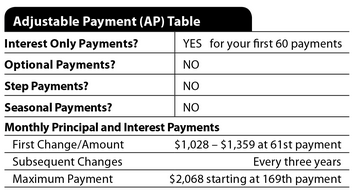 Adjustable Payment (AP) Table
Interest Only Payments? YES for your first 60 payments
Optional Payments? NO
Step Payments? NO
Seasonal Payments? NO
Monthly Principal and Interest Payments
First Change/Amount $1,028 – $1,359 at 61st payment
Subsequent Changes Every three years
Maximum Payment $2,068 starting at 169th payment